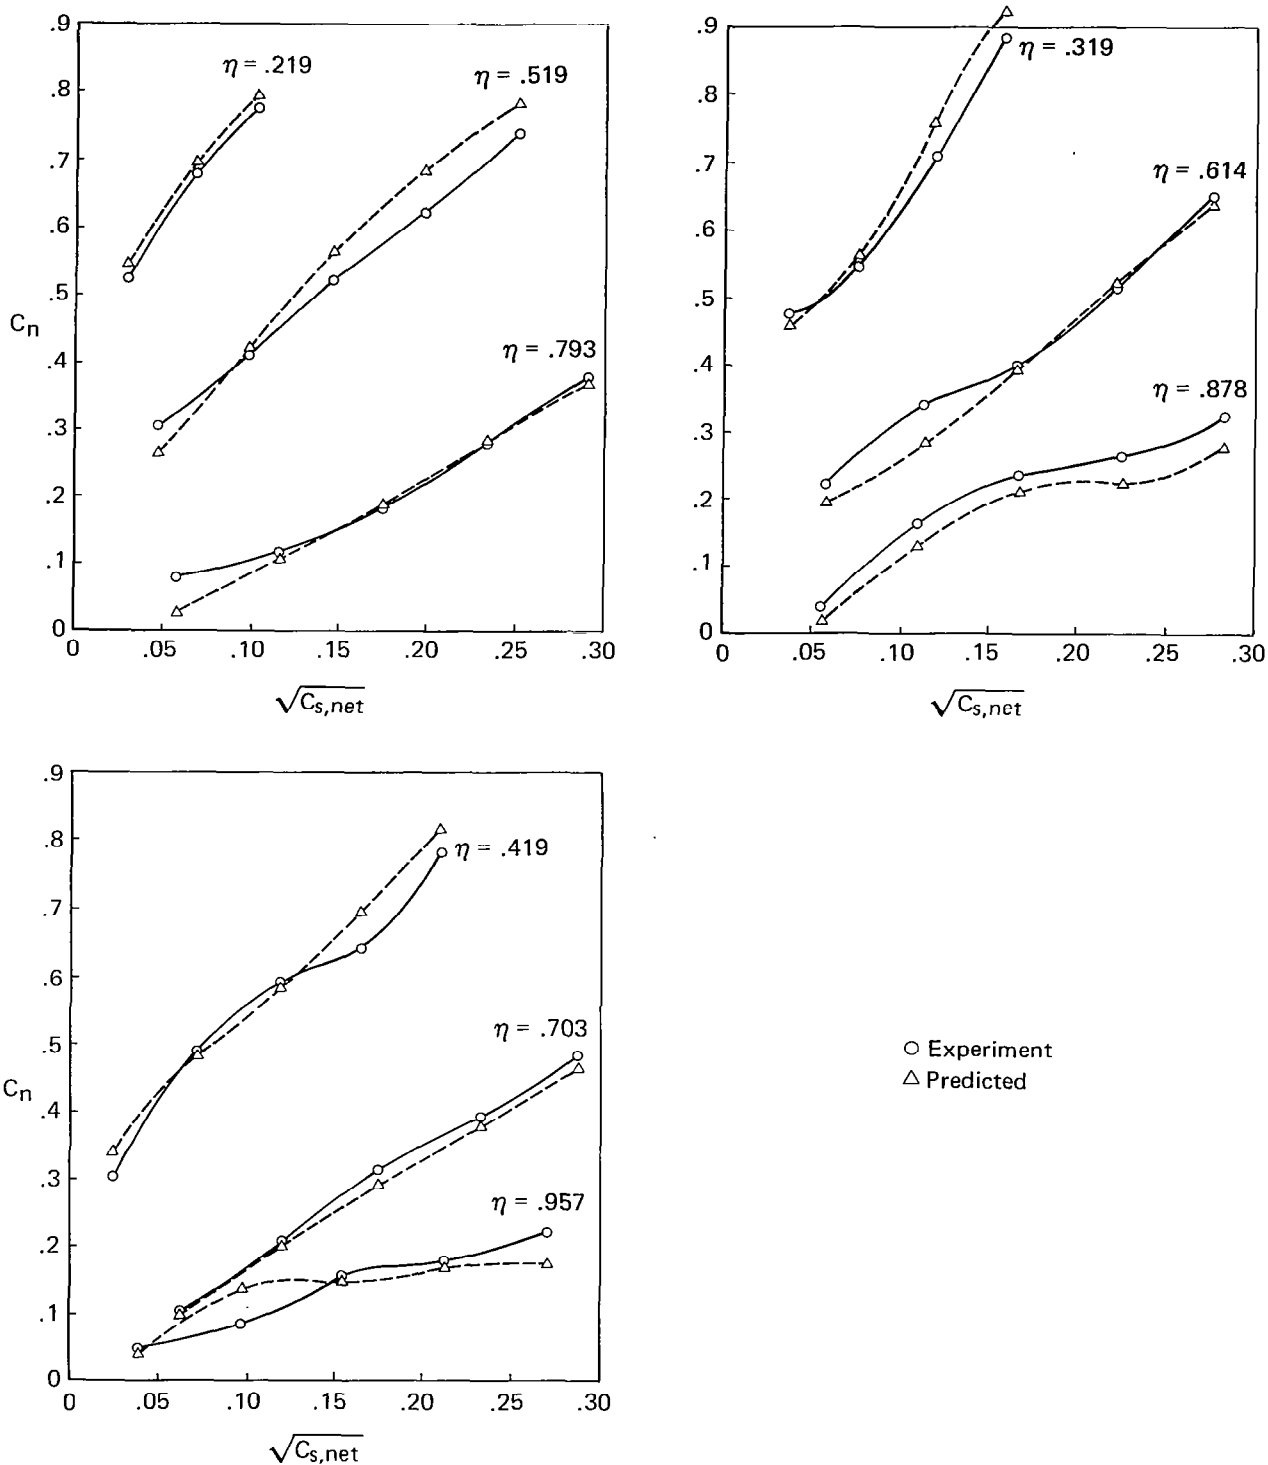 .9
.8
.7
.6
.5
.4
.3
.2
.1
0
Cn
η = .219
η = .519
η = .793
0 .05 .10 .15 .20 .25 .30
√Cs,net
.9
.8
.7
.6
.5
.4
.3
.2
.1
0
η = .319
η = .614
η = .878
0 .05 .10 .15 .20 .25 .30
√Cs,net
.9
.8
.7
.6
.5
.4
.3
.2
.1
0
Cn
η = .419
η = .703
η = .957
0 .05 .10 .15 .20 .25 .30
√Cs,net
○ Experiment
△ Predicted